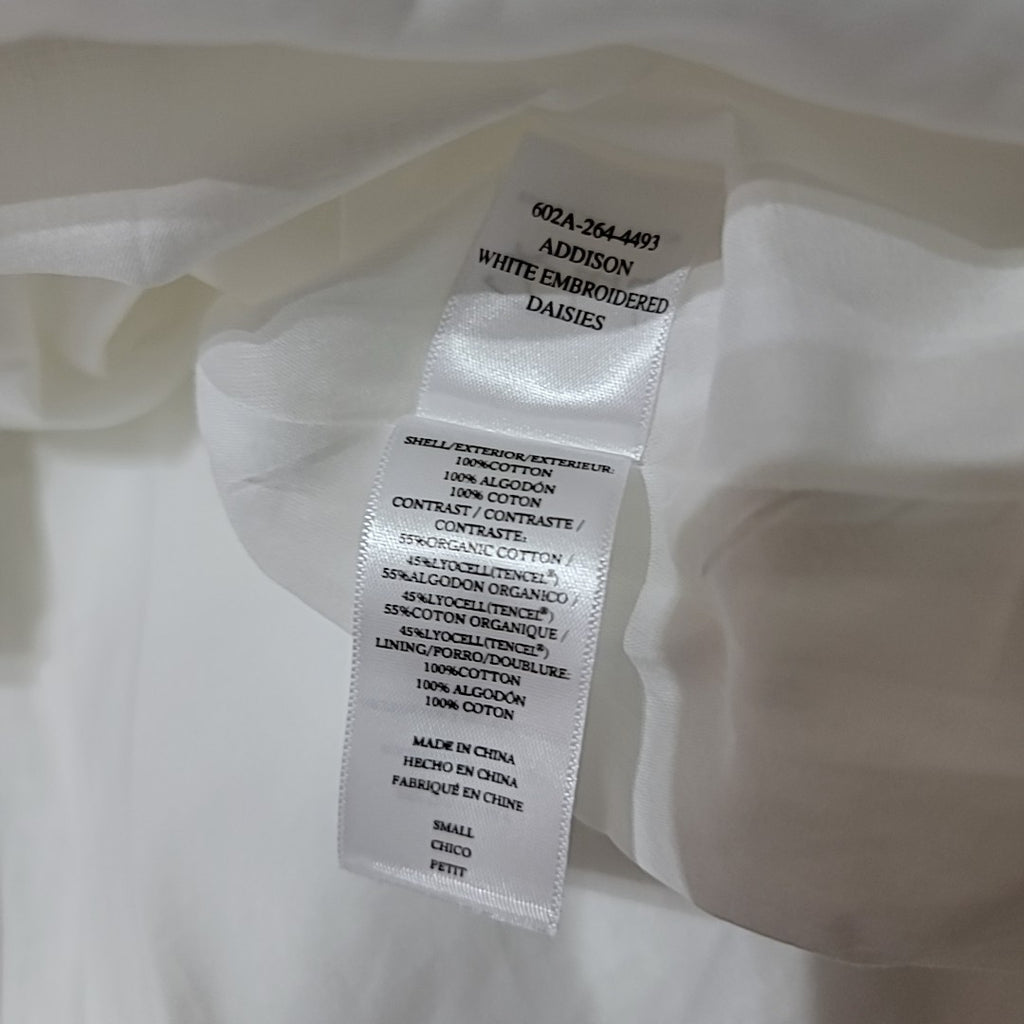 602A-264-4493
ADDISON
WHITE EMBROIDERED
DAISIES
SHELL/EXTERIOR/EXTERIEUR:
100%COTTON
100% ALGODÓN
100% COTON
CONTRAST / CONTRASTE /
CONTRASTE:
55%ORGANIC COTTON /
45%LYOCELL(TENCEL®)
55%ALGODON ORGANICO /
45%LYOCELL(TENCEL®)
55%COTON ORGANIQUE /
45%LYOCELL(TENCEL®)
LINING/FORRO/DOUBLURE:
100%COTTON
100% ALGODÓN
100% COTON
MADE IN CHINA
HECHO EN CHINA
FABRIQUÉ EN CHINE
SMALL
CHICO
PETIT